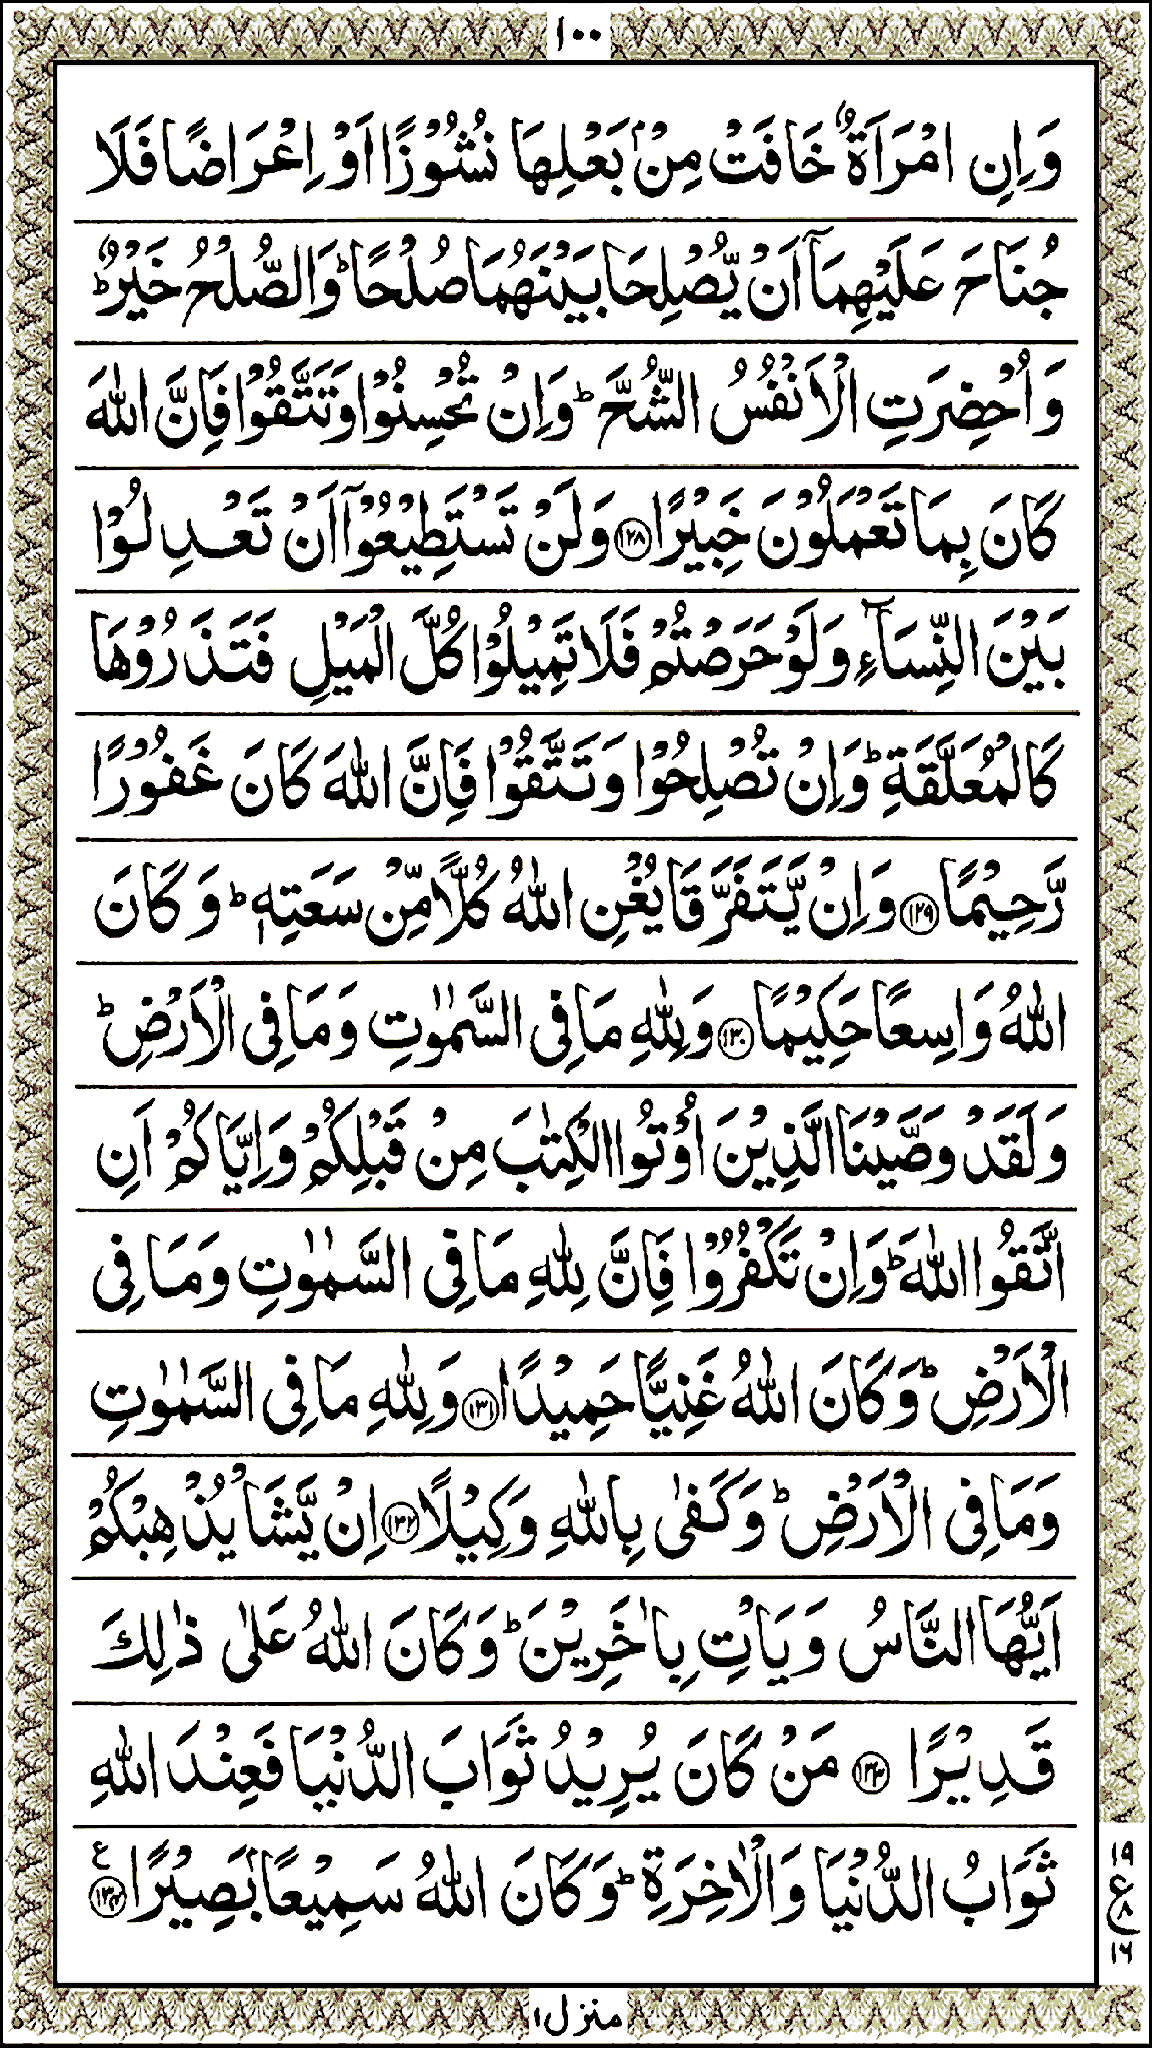 ١٠٠
وَاِنِ امْرَاَةٌ خَافَتْ مِنْۢ بَعْلِهَا نُشُوْزًا اَوْ اِعْرَاضًا فَلَا
جُنَاحَ عَلَيْهِمَاۤ اَنْ يُّصْلِحَا بَيْنَهُمَا صُلْحًا ؕ وَالصُّلْحُ خَيْرٌ ؕ
وَاُحْضِرَتِ الْاَنْفُسُ الشُّحَّ ؕ وَاِنْ تُحْسِنُوْا وَتَتَّقُوْا فَاِنَّ اللّٰهَ
كَانَ بِمَا تَعْمَلُوْنَ خَبِيْرًا ﴿١٢٨﴾ وَلَنْ تَسْتَطِيْعُوْۤا اَنْ تَعْدِلُوْا
بَيْنَ النِّسَآءِ وَلَوْ حَرَصْتُمْ فَلَا تَمِيْلُوْا كُلَّ الْمَيْلِ فَتَذَرُوْهَا
كَالْمُعَلَّقَةِ ؕ وَاِنْ تُصْلِحُوْا وَتَتَّقُوْا فَاِنَّ اللّٰهَ كَانَ غَفُوْرًا
رَّحِيْمًا ﴿١٢٩﴾ وَاِنْ يَّتَفَرَّقَا يُغْنِ اللّٰهُ كُلًّا مِّنْ سَعَتِهٖ ؕ وَكَانَ
اللّٰهُ وَاسِعًا حَكِيْمًا ﴿١٣٠﴾ وَلِلّٰهِ مَا فِى السَّمٰوٰتِ وَمَا فِى الْاَرْضِ ؕ
وَلَقَدْ وَصَّيْنَا الَّذِيْنَ اُوْتُوا الْكِتٰبَ مِنْ قَبْلِكُمْ وَاِيَّاكُمْ اَنِ
اتَّقُوا اللّٰهَ ؕ وَاِنْ تَكْفُرُوْا فَاِنَّ لِلّٰهِ مَا فِى السَّمٰوٰتِ وَمَا فِى
الْاَرْضِ ؕ وَكَانَ اللّٰهُ غَنِيًّا حَمِيْدًا ﴿١٣١﴾ وَلِلّٰهِ مَا فِى السَّمٰوٰتِ
وَمَا فِى الْاَرْضِ ؕ وَكَفٰى بِاللّٰهِ وَكِيْلًا ﴿١٣٢﴾ اِنْ يَّشَاْ يُذْهِبْكُمْ
اَيُّهَا النَّاسُ وَيَاْتِ بِاٰخَرِيْنَ ؕ وَكَانَ اللّٰهُ عَلٰى ذٰلِكَ
قَدِيْرًا ﴿١٣٣﴾ مَنْ كَانَ يُرِيْدُ ثَوَابَ الدُّنْيَا فَعِنْدَ اللّٰهِ
ثَوَابُ الدُّنْيَا وَالْاٰخِرَةِ ؕ وَكَانَ اللّٰهُ سَمِيْعًۢا بَصِيْرًا ﴿١٣٤﴾ ع
١٩
ع ٨
١٦
منزل ١